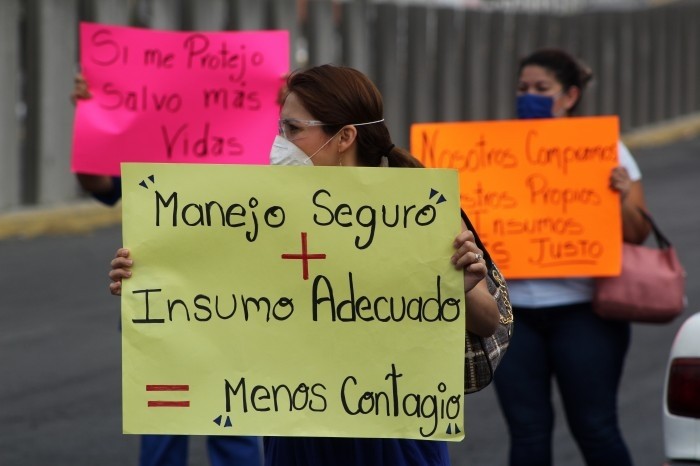 Si me Protejo
Salvo más
Vidas
"Manejo Seguro"
+
Insumo Adecuado
= "Menos Contagio"
Nosotros Compramos
Propios
Insumos
Justo